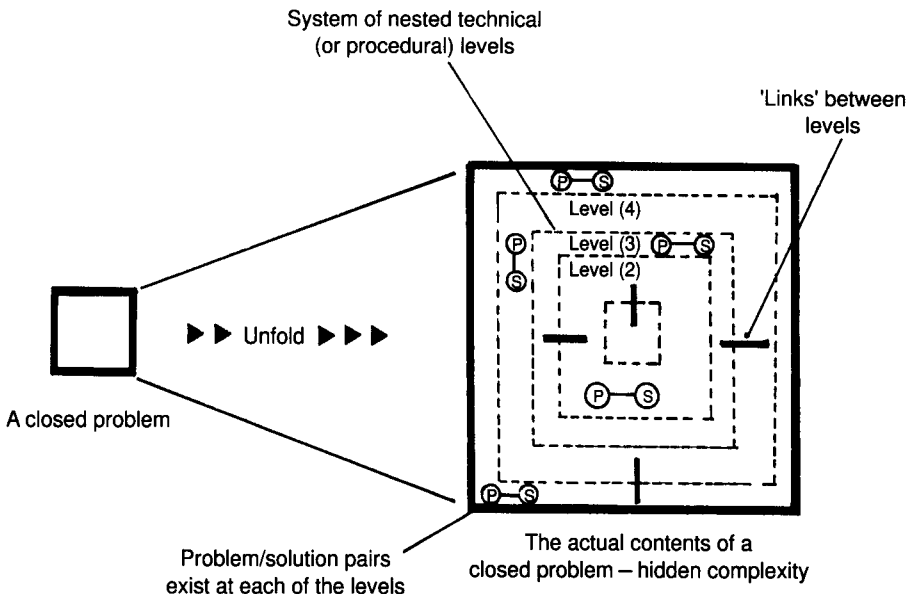 System of nested technical
(or procedural) levels
'Links' between
levels
P S
Level (4)
P
S
Level (3) P S
Level (2)
Unfold
P S
A closed problem
P S
Problem/solution pairs
exist at each of the levels
The actual contents of a
closed problem – hidden complexity